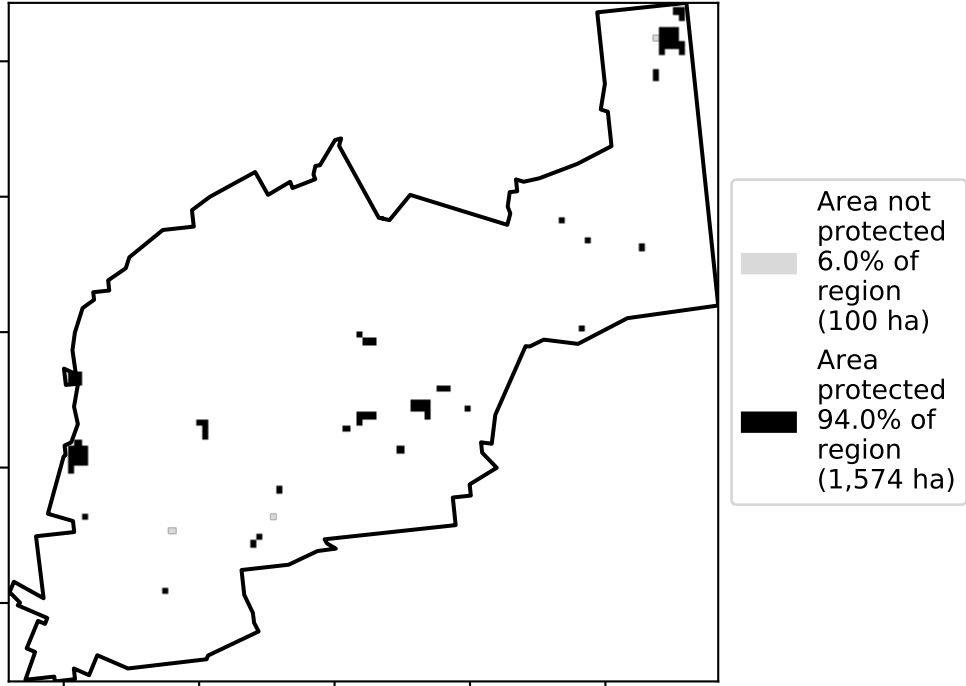 Area not
protected
6.0% of
region
(100 ha)
Area
protected
94.0% of
region
(1,574 ha)